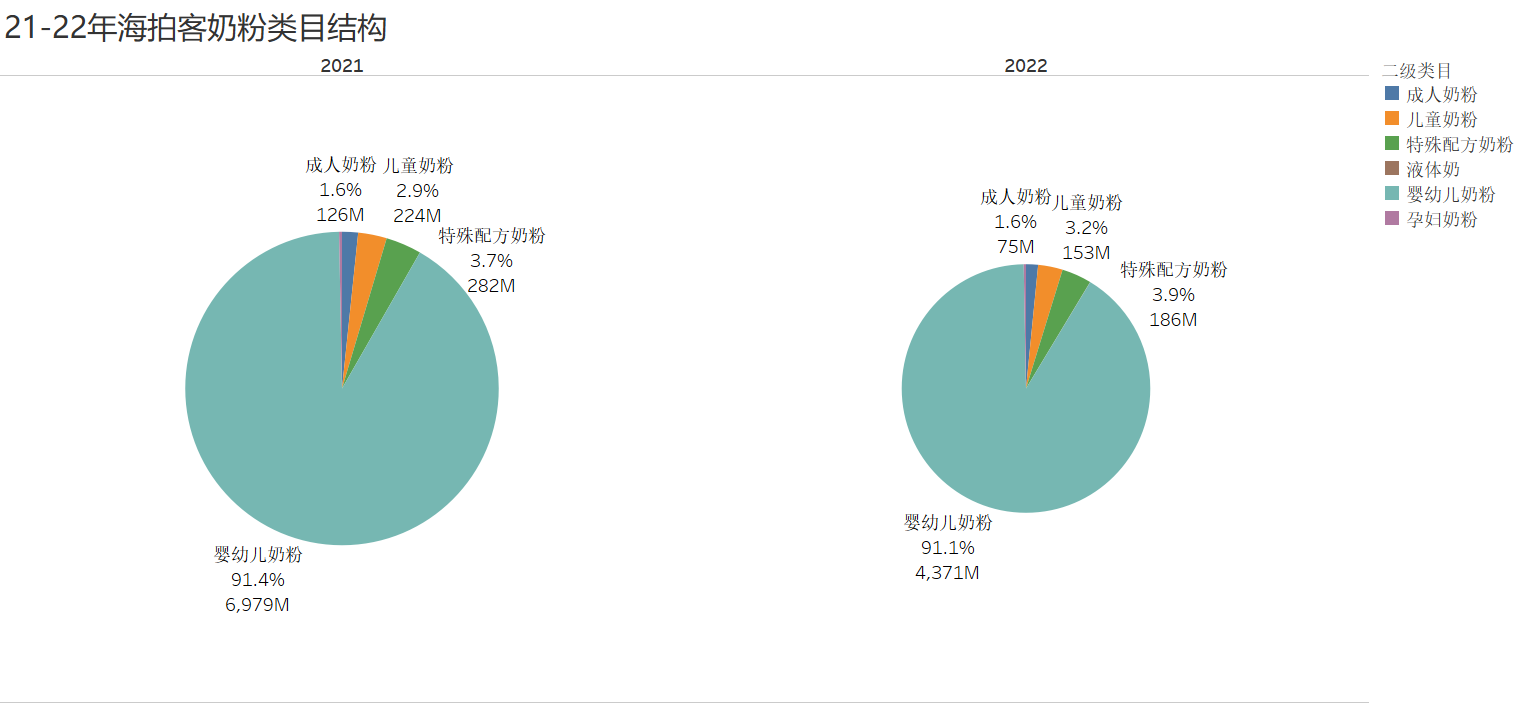 21-22年海拍客奶粉类目结构
2021
2022
成人奶粉
1.6%
126M
儿童奶粉
2.9%
224M
特殊配方奶粉
3.7%
282M
婴幼儿奶粉
91.4%
6,979M
成人奶粉
1.6%
75M
儿童奶粉
3.2%
153M
特殊配方奶粉
3.9%
186M
婴幼儿奶粉
91.1%
4,371M
二级类目
成人奶粉
儿童奶粉
特殊配方奶粉
液体奶
婴幼儿奶粉
孕妇奶粉